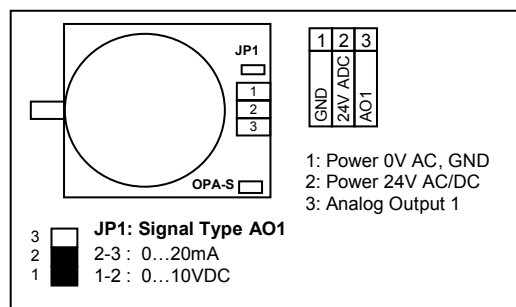 JP1
1
2
3
OPA-S
1 2 3
GND
24V ADC
AO1
1: Power 0V AC, GND
2: Power 24V AC/DC
3: Analog Output 1
JP1: Signal Type AO1
3
2
1
2-3 : 0…20mA
1-2 : 0…10VDC